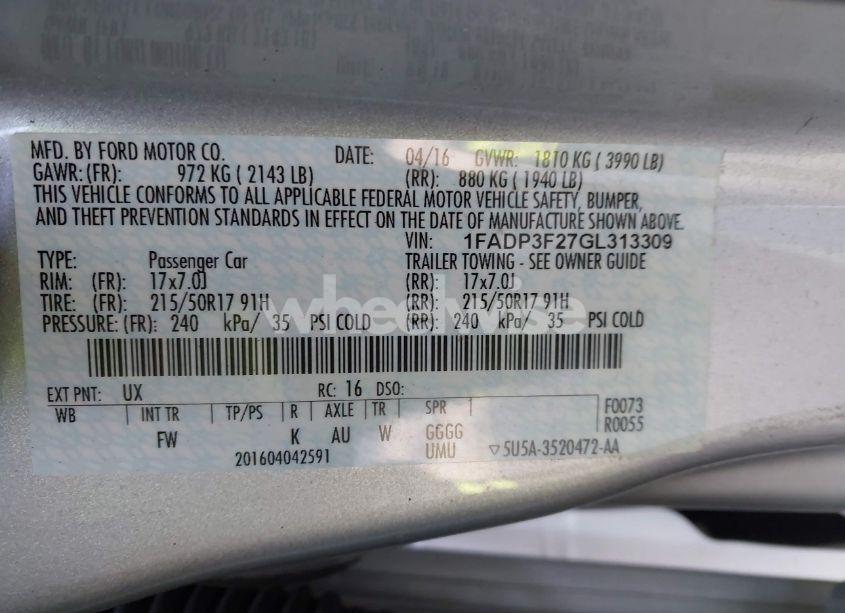 MFD. BY FORD MOTOR CO. DATE: 04/16 GVWR: 1810 KG ( 3990 LB)
GAWR: (FR): 972 KG ( 2143 LB) (RR): 880 KG ( 1940 LB)
THIS VEHICLE CONFORMS TO ALL APPLICABLE FEDERAL MOTOR VEHICLE SAFETY, BUMPER,
AND THEFT PREVENTION STANDARDS IN EFFECT ON THE DATE OF MANUFACTURE SHOWN ABOVE.
VIN: 1FADP3F27GL313309
TYPE: Passenger Car TRAILER TOWING - SEE OWNER GUIDE
RIM: (FR): 17x7.0J (RR): 17x7.0J
TIRE: (FR): 215/50R17 91H (RR): 215/50R17 91H
wheelwise
PRESSURE: (FR): 240 kPa/ 35 PSI COLD (RR): 240 kPa/ 35 PSI COLD
EXT PNT: UX RC: 16 DSO:
WB INT TR TP/PS R AXLE TR SPR F0073
R0055
FW K AU W GGGG
201604042591 UMU ▽5U5A-3520472-AA